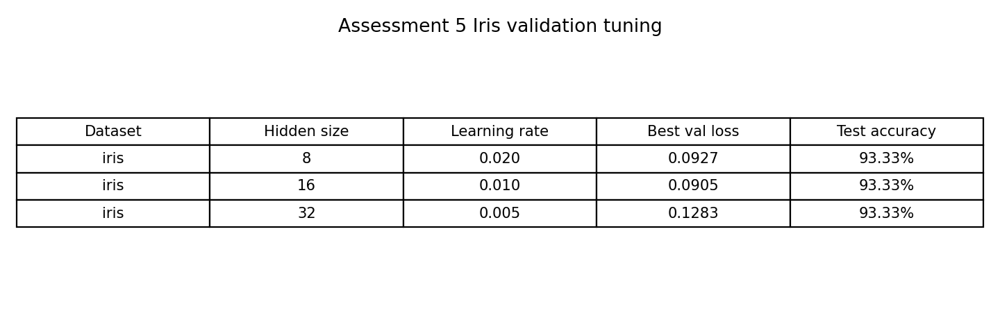 Assessment 5 Iris validation tuning
Dataset Hidden size Learning rate Best val loss Test accuracy
iris 8 0.020 0.0927 93.33%
iris 16 0.010 0.0905 93.33%
iris 32 0.005 0.1283 93.33%